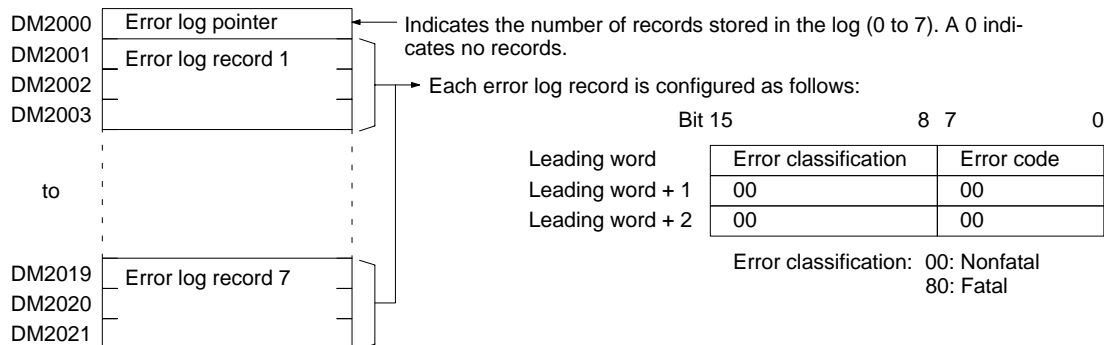 DM2000 Error log pointer
Indicates the number of records stored in the log (0 to 7). A 0 indi-
cates no records.
DM2001 Error log record 1
DM2002
DM2003
Each error log record is configured as follows:
Bit 15 8 7 0
Leading word Error classification Error code
Leading word + 1 00 00
Leading word + 2 00 00
to
Error classification: 00: Nonfatal
80: Fatal
DM2019 Error log record 7
DM2020
DM2021